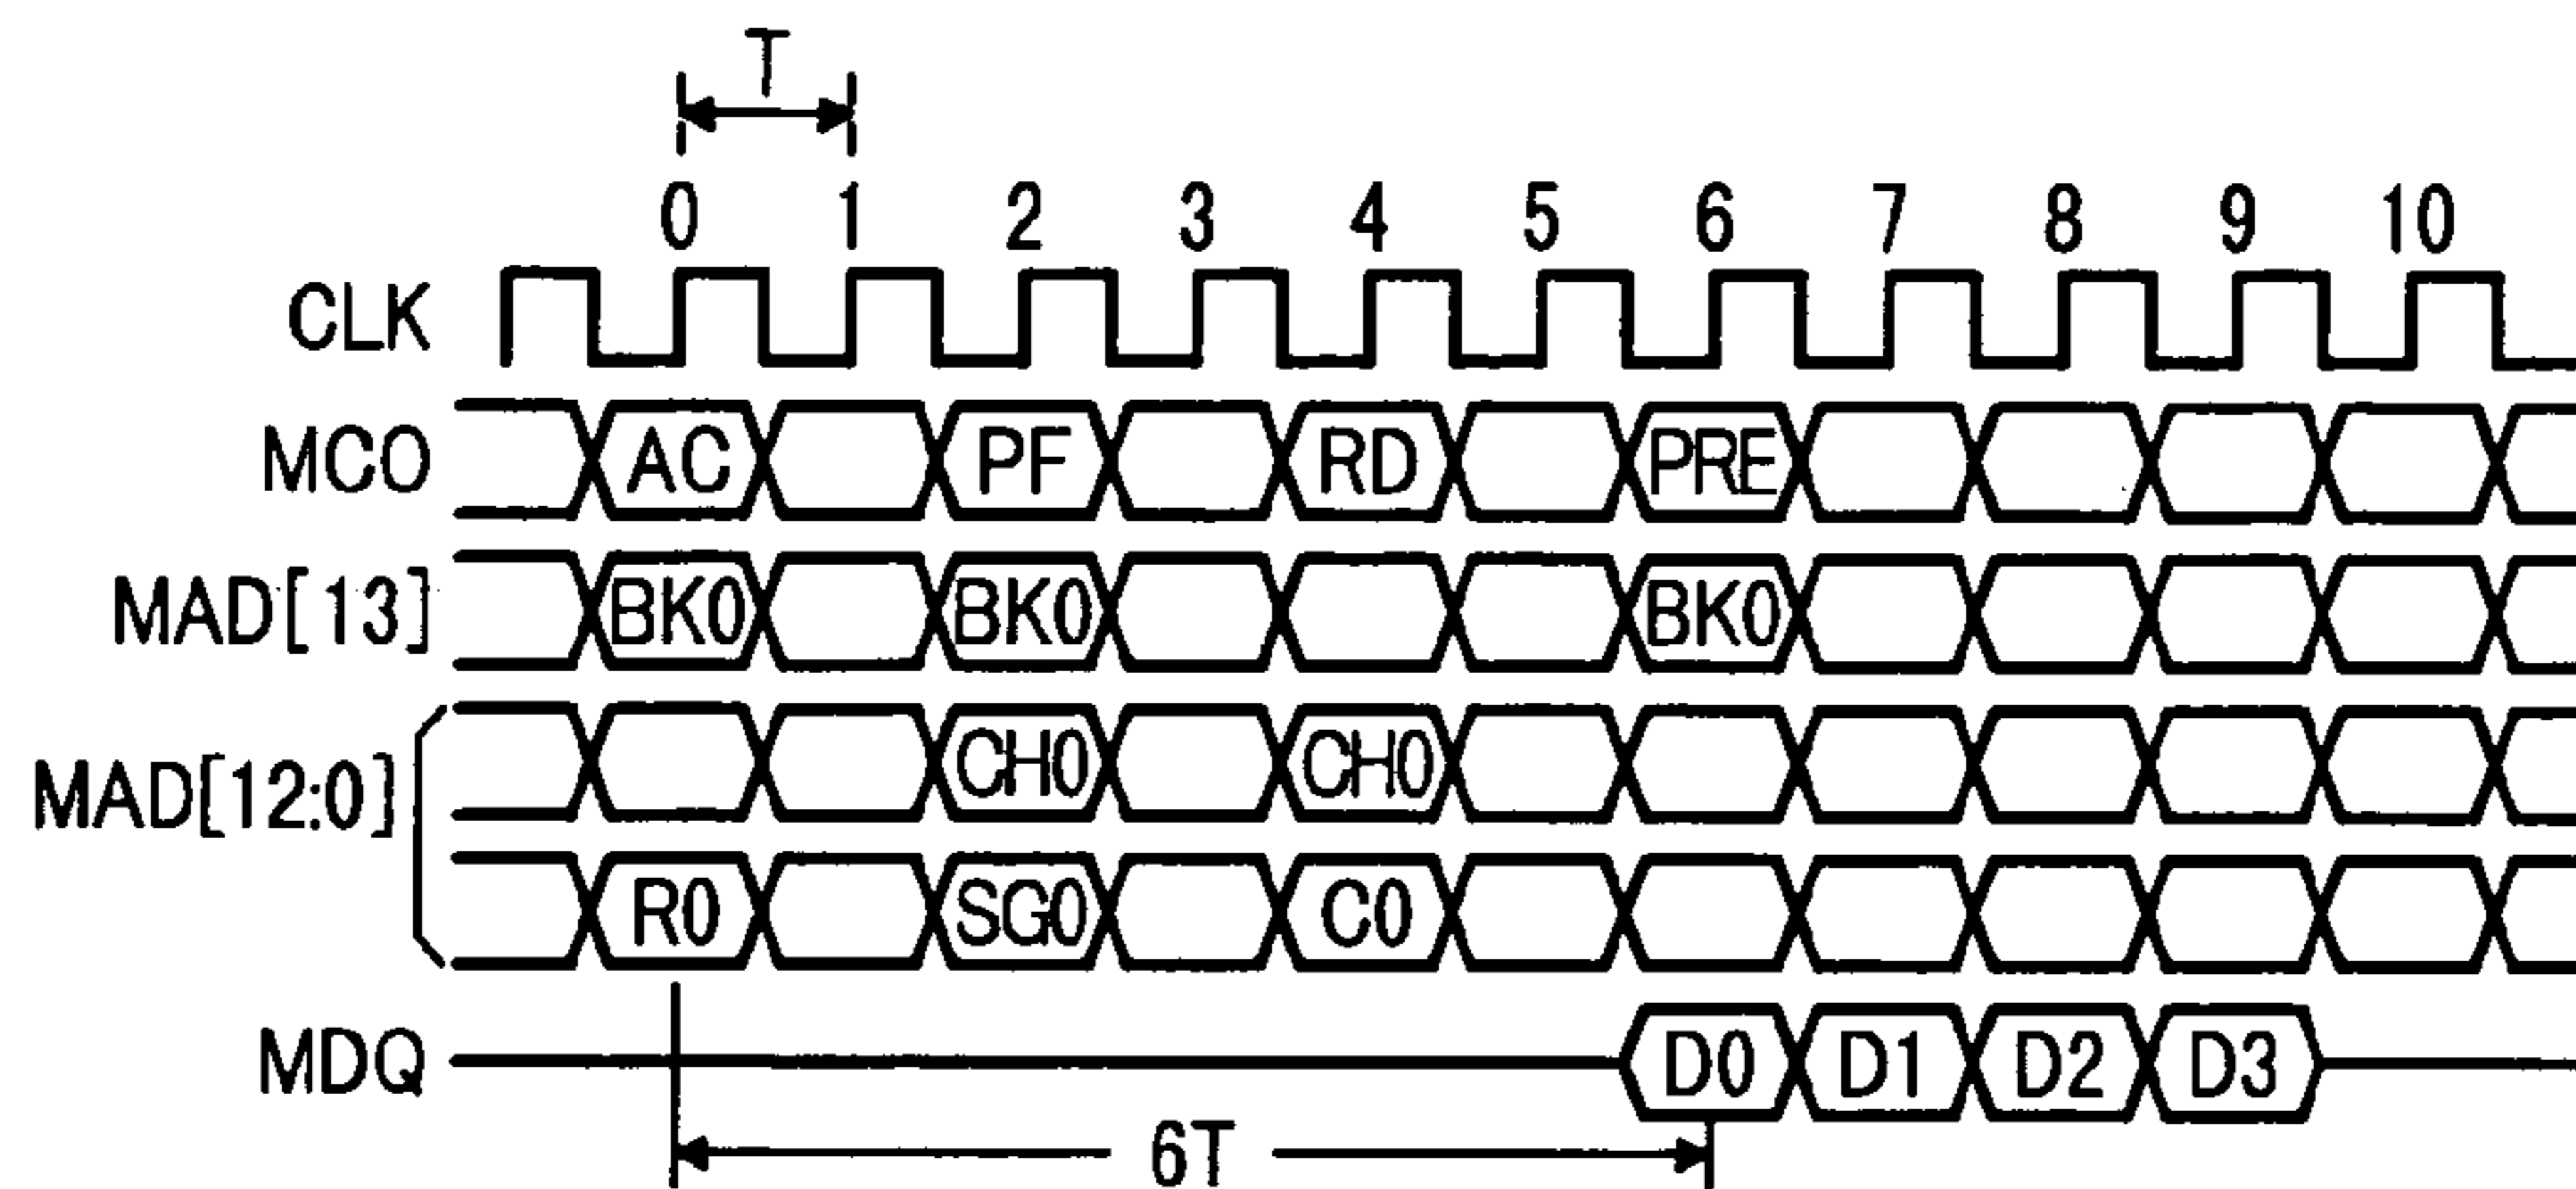 T
0 1 2 3 4 5 6 7 8 9 10
CLK
MCO AC PF RD PRE
MAD[13] BK0 BK0 BK0
MAD[12:0]
CH0 CH0
R0 SG0 C0
MDQ D0 D1 D2 D3
6T